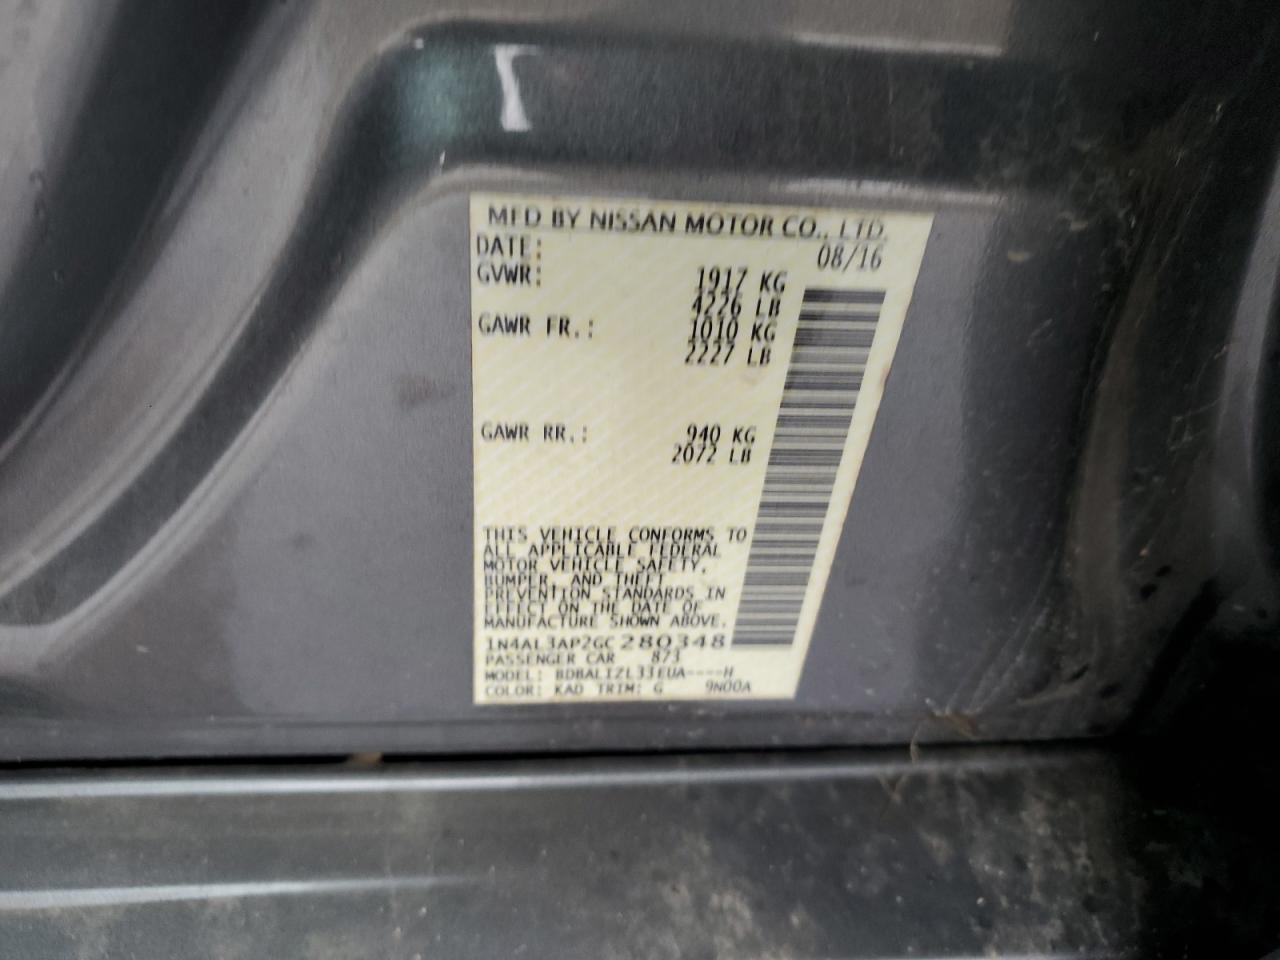 MFD BY NISSAN MOTOR CO., LTD.
DATE: 08/16
GVWR: 1917 KG
4226 LB
GAWR FR.: 1010 KG
2227 LB
GAWR RR.: 940 KG
2072 LB
THIS VEHICLE CONFORMS TO
ALL APPLICABLE FEDERAL
MOTOR VEHICLE SAFETY,
BUMPER, AND THEFT
PREVENTION STANDARDS IN
EFFECT ON THE DATE OF
MANUFACTURE SHOWN ABOVE.
1N4AL3AP2GC280348
PASSENGER CAR 873
MODEL: BDBALIZL33EUA----H
COLOR: KAD TRIM: G 9N00A